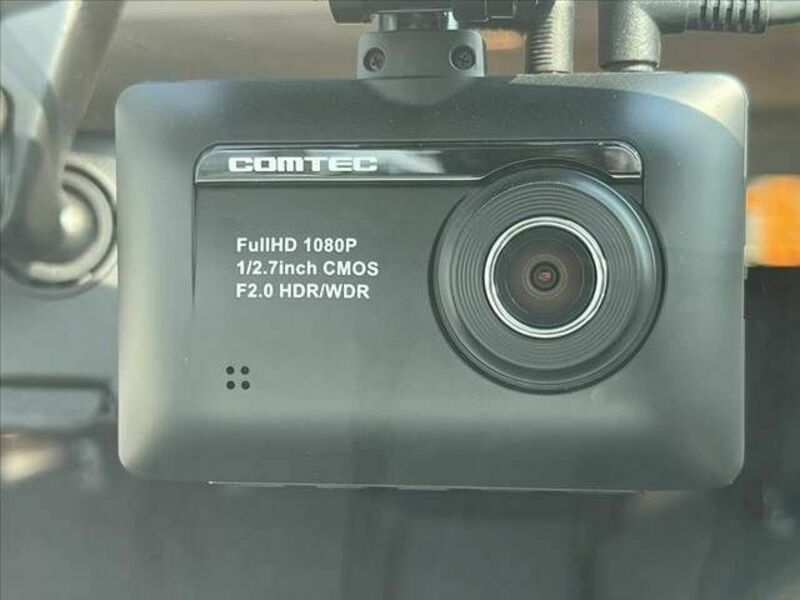 COMTEC
FullHD 1080P
1/2.7inch CMOS
F2.0 HDR/WDR